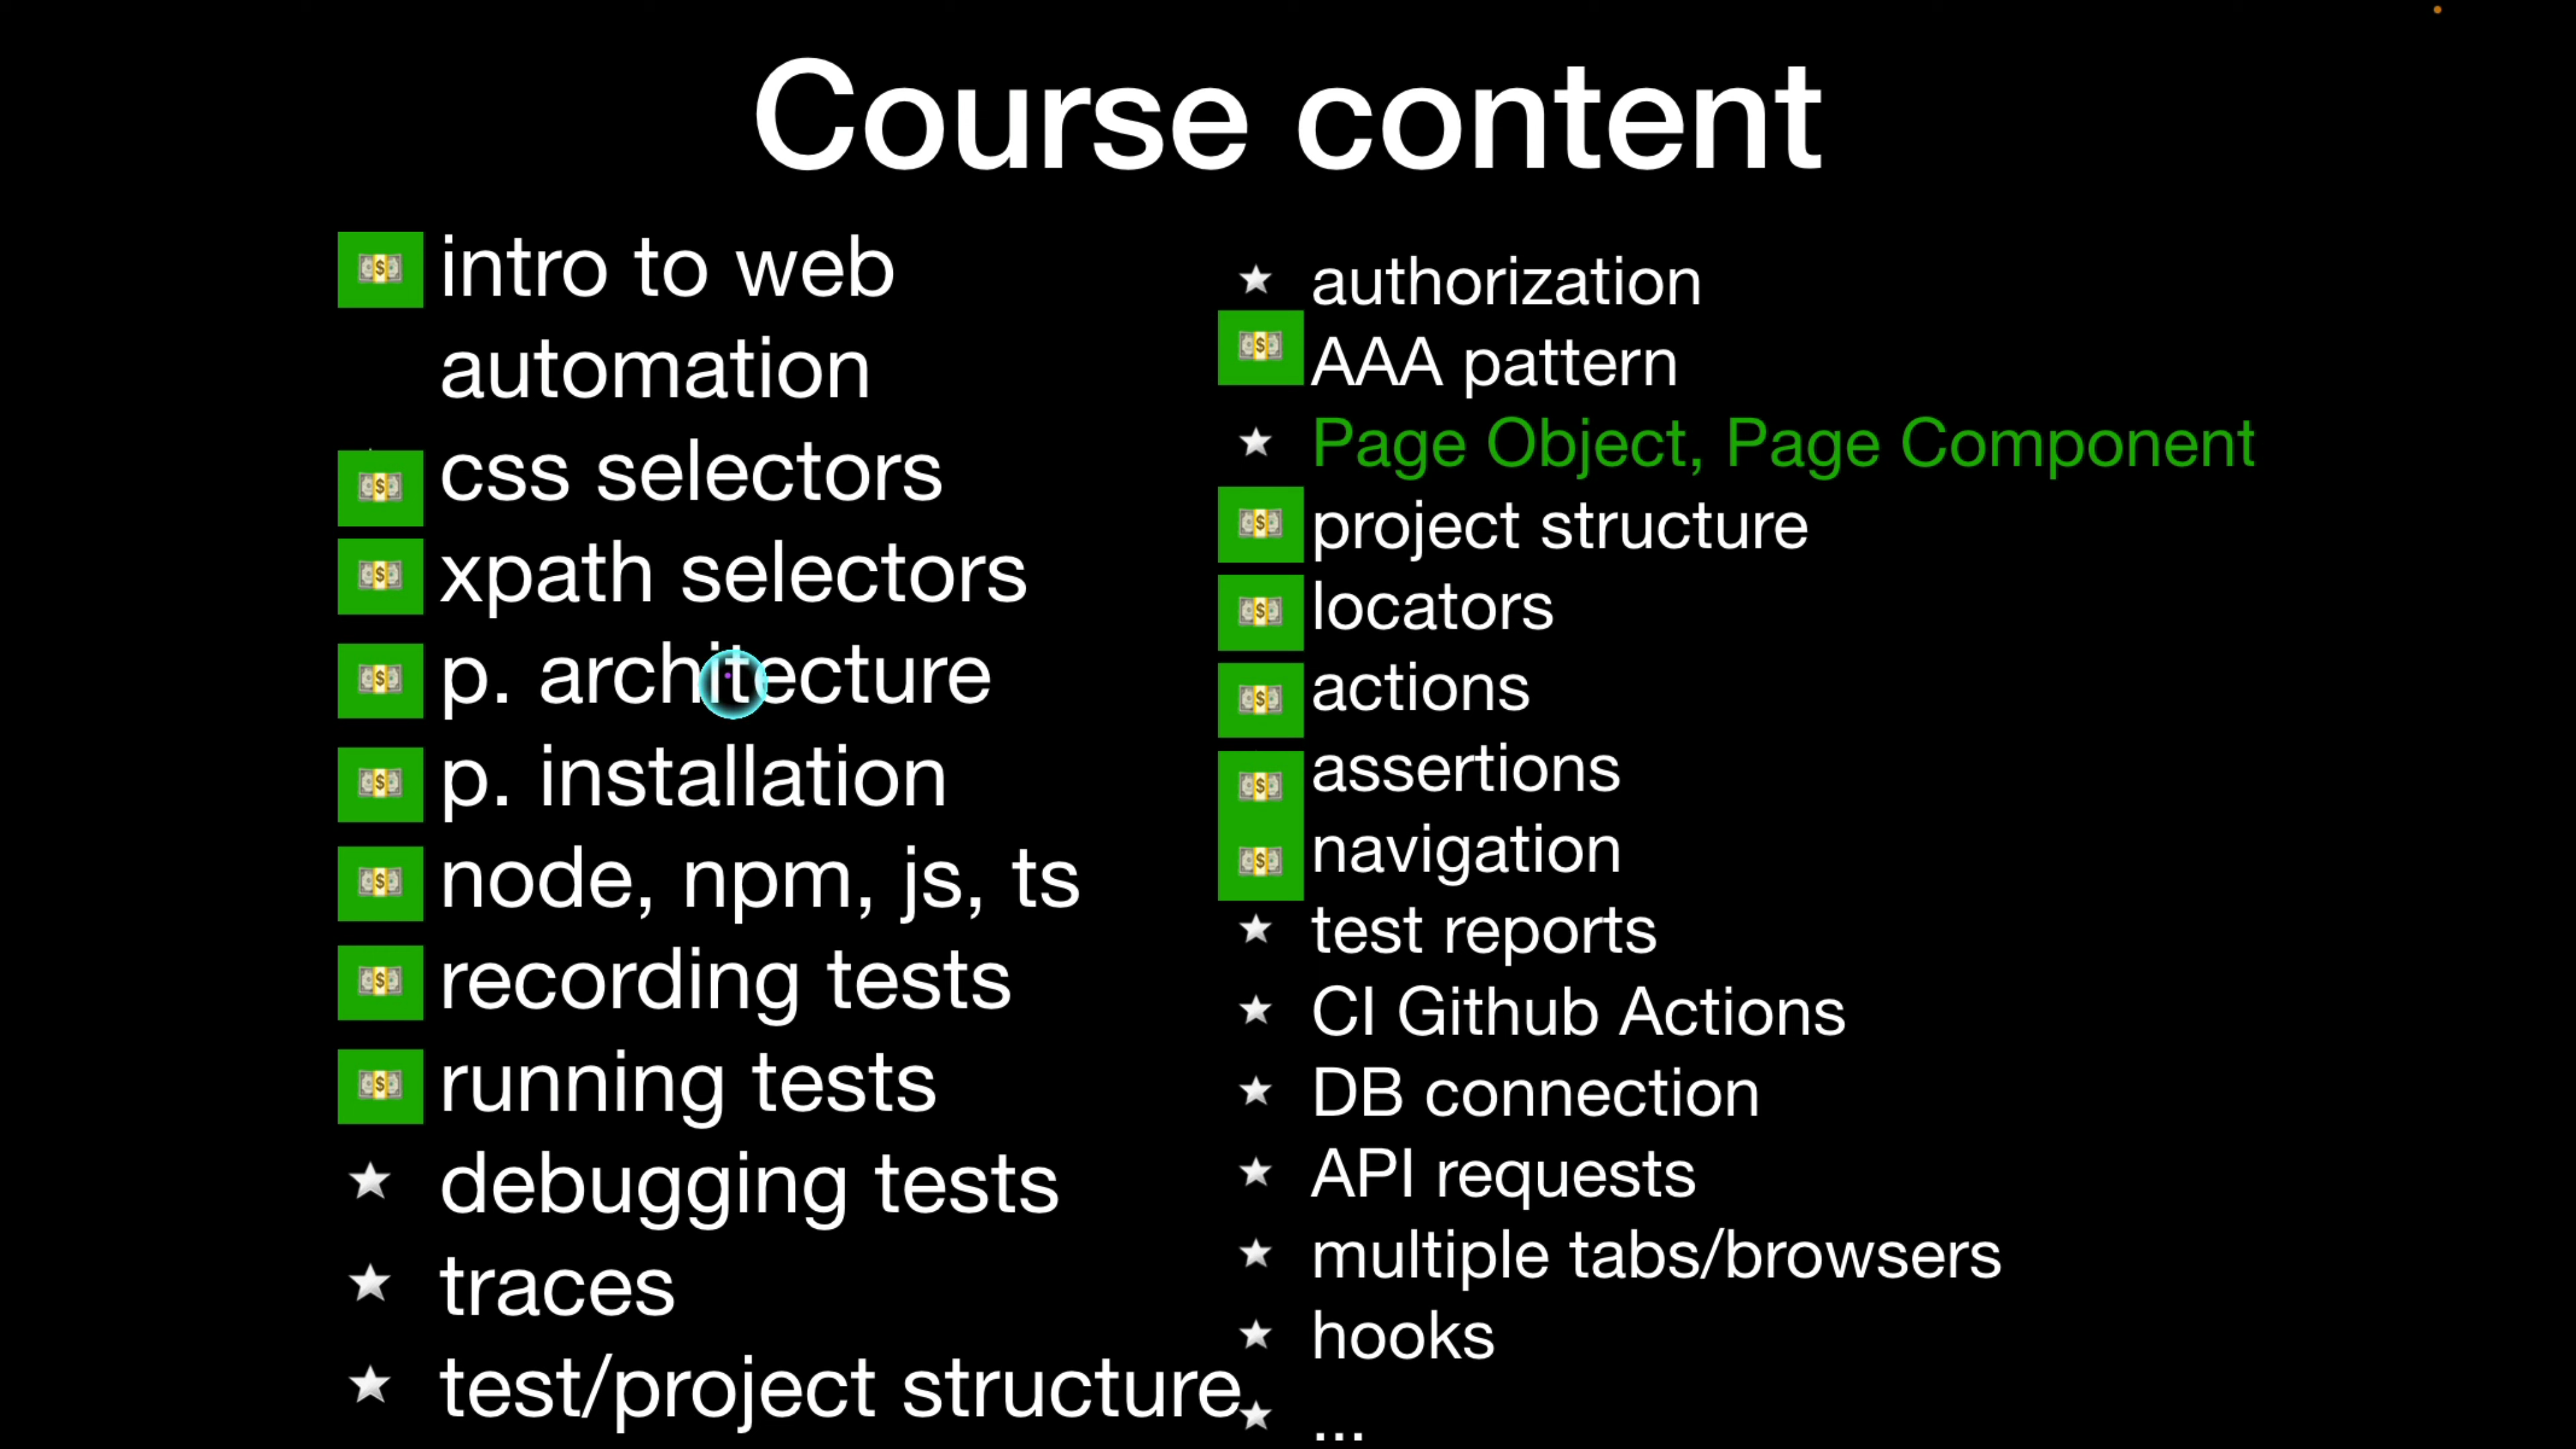 Course content
intro to web
automation
css selectors
xpath selectors
p. architecture
p. installation
node, npm, js, ts
recording tests
running tests
debugging tests
traces
test/project structure
authorization
AAA pattern
Page Object, Page Component
project structure
locators
actions
assertions
navigation
test reports
CI Github Actions
DB connection
API requests
multiple tabs/browsers
hooks
...